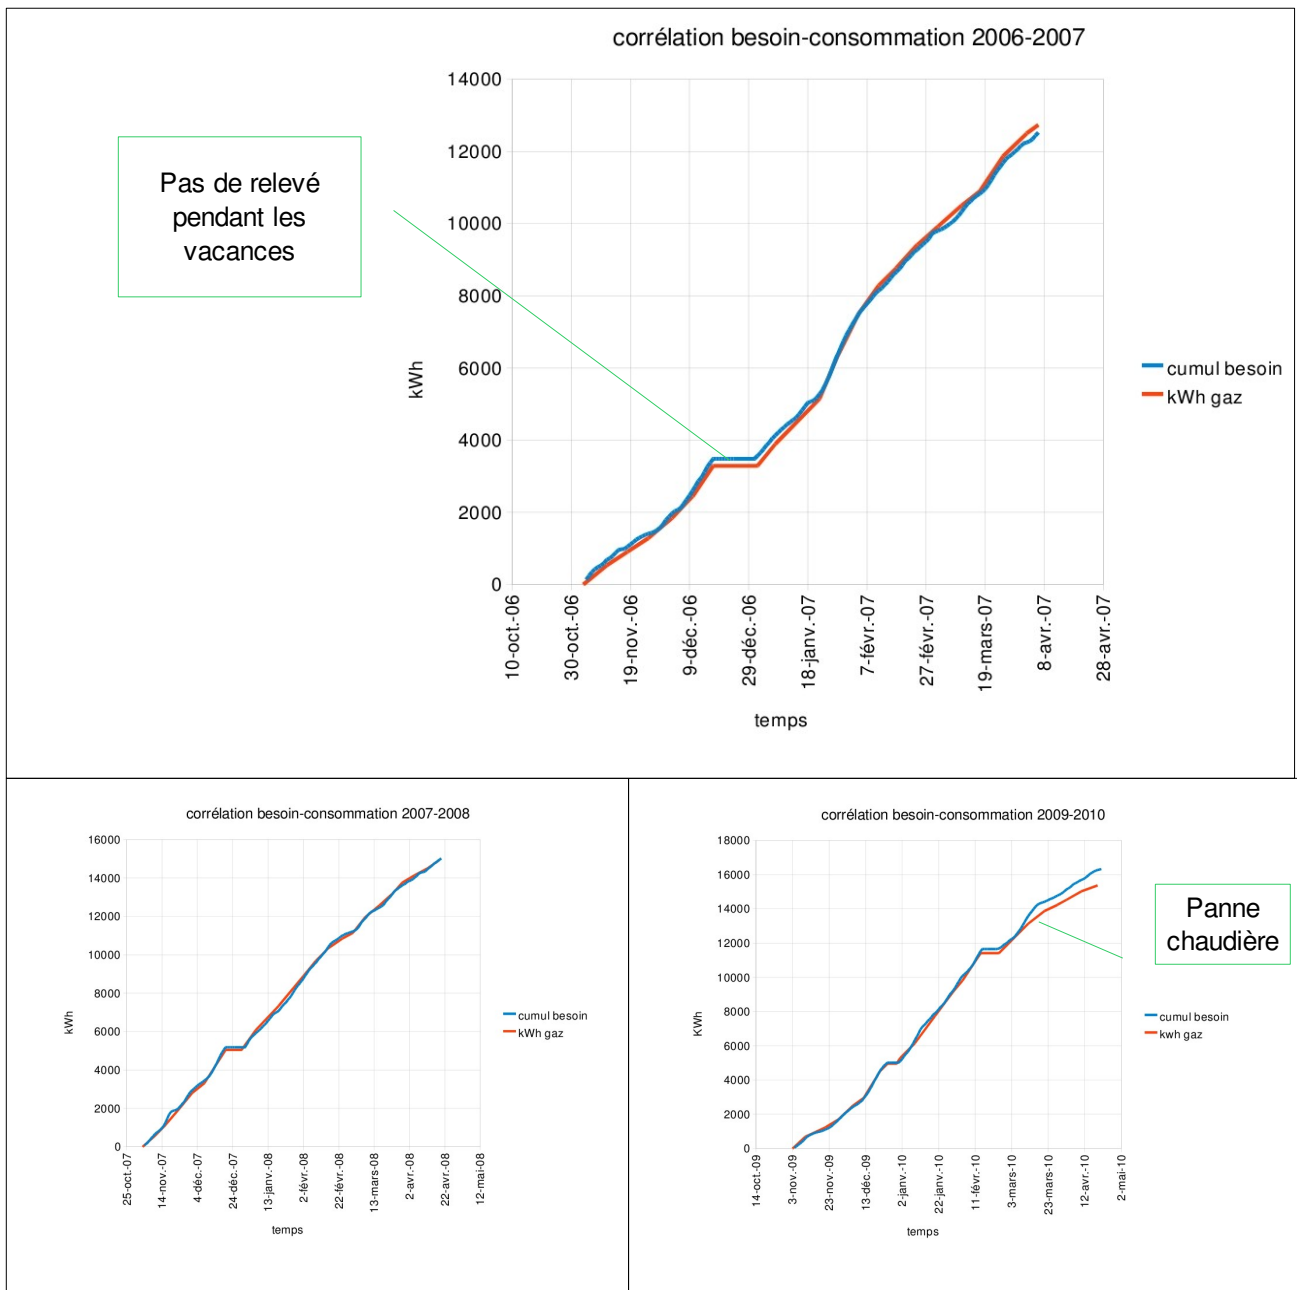 corrélation besoin-consommation 2006-2007
Pas de relevé
pendant les
vacances
kWh
14000
12000
10000
8000
6000
4000
2000
0
10-oct.-06
30-oct.-06
19-nov.-06
9-déc.-06
29-déc.-06
18-janv.-07
7-févr.-07
27-févr.-07
19-mars-07
8-avr.-07
28-avr.-07
temps
cumul besoin
kWh gaz
corrélation besoin-consommation 2007-2008
kWh
16000
14000
12000
10000
8000
6000
4000
2000
0
25-oct.-07
14-nov.-07
4-déc.-07
24-déc.-07
13-janv.-08
2-févr.-08
22-févr.-08
13-mars-08
2-avr.-08
22-avr.-08
12-mai-08
temps
cumul besoin
kWh gaz
corrélation besoin-consommation 2009-2010
KWh
18000
16000
14000
12000
10000
8000
6000
4000
2000
0
14-oct.-09
3-nov.-09
23-nov.-09
13-déc.-09
2-janv.-10
22-janv.-10
11-févr.-10
3-mars-10
23-mars-10
12-avr.-10
2-mai-10
temps
cumul besoin
kwh gaz
Panne
chaudière